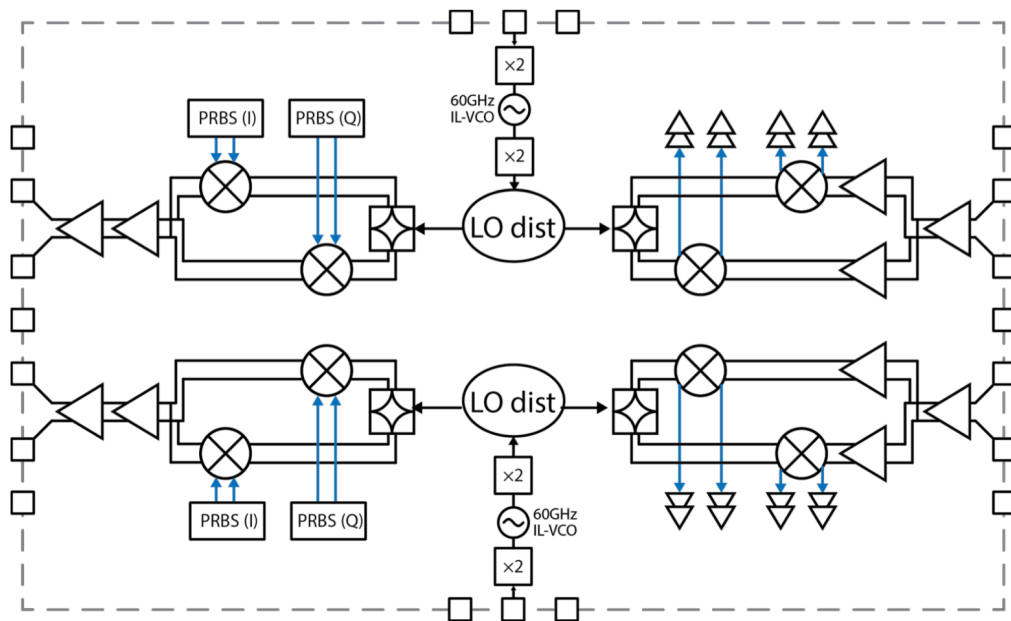 ×2
60GHz
IL-VCO
PRBS (I)
PRBS (Q)
×2
LO dist
LO dist
×2
PRBS (I)
PRBS (Q)
60GHz
IL-VCO
×2